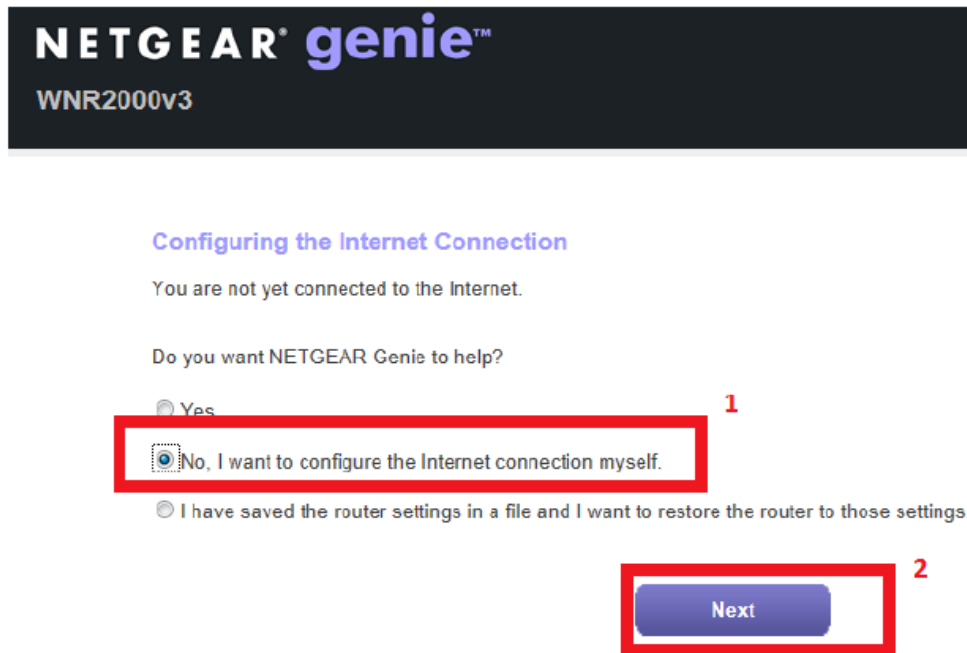 NETGEAR® genie™
WNR2000v3
Configuring the Internet Connection
You are not yet connected to the Internet.
Do you want NETGEAR Genie to help?
Yes
1
No, I want to configure the Internet connection myself.
I have saved the router settings in a file and I want to restore the router to those settings
2
Next